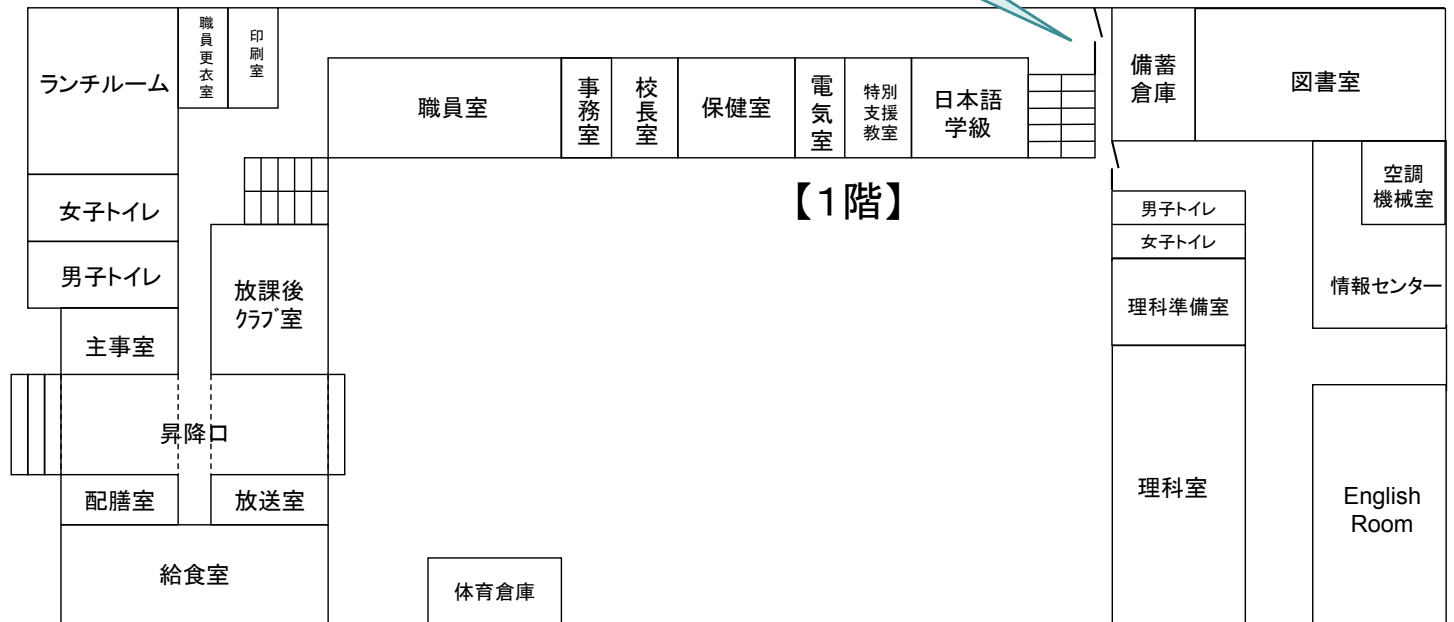 ランチルーム
職員更衣室
印刷室
職員室
事務室
校長室
保健室
電気室
特別
支援
教室
日本語
学級
備蓄
倉庫
図書室
女子トイレ
男子トイレ
主事室
放課後
クラブ室
昇降口
配膳室
放送室
給食室
体育倉庫
【1階】
男子トイレ
女子トイレ
理科準備室
理科室
空調
機械室
情報センター
English
Room